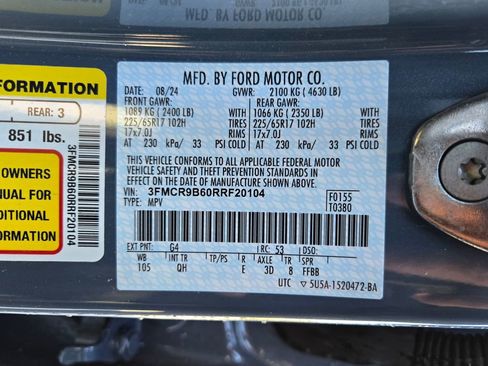 MFD. BY FORD MOTOR CO.
FORMATION
REAR: 3
851 lbs.
R'S
ANUAL FOR
DITIONAL
ORMATION
3FMCR9B60RRF20104
MFD. BY FORD MOTOR CO.
DATE: 08/24 GVWR: 2100 KG ( 4630 LB)
FRONT GAWR: REAR GAWR:
1089 KG ( 2400 LB) 1066 KG ( 2350 LB)
225/65R17 102H TIRES 225/65R17 102H TIRES
17x7.0J RIMS 17x7.0J RIMS
AT 230 kPa/ 33 PSI COLD AT 230 kPa/ 33 PSI COLD
THIS VEHICLE CONFORMS TO ALL APPLICABLE FEDERAL MOTOR
VEHICLE SAFETY AND THEFT PREVENTION STANDARDS IN EFFECT
ON THE DATE OF MANUFACTURE SHOWN ABOVE.
VIN: 3FMCR9B60RRF20104
TYPE: MPV
F0155
T0380
EXT PNT: G4 RC: 53 DSO:
WB INT TR TP/PS R AXLE TR SPR
105 QH E 3D 8 FFBB
UTC ▽ 5U5A-1520472-BA